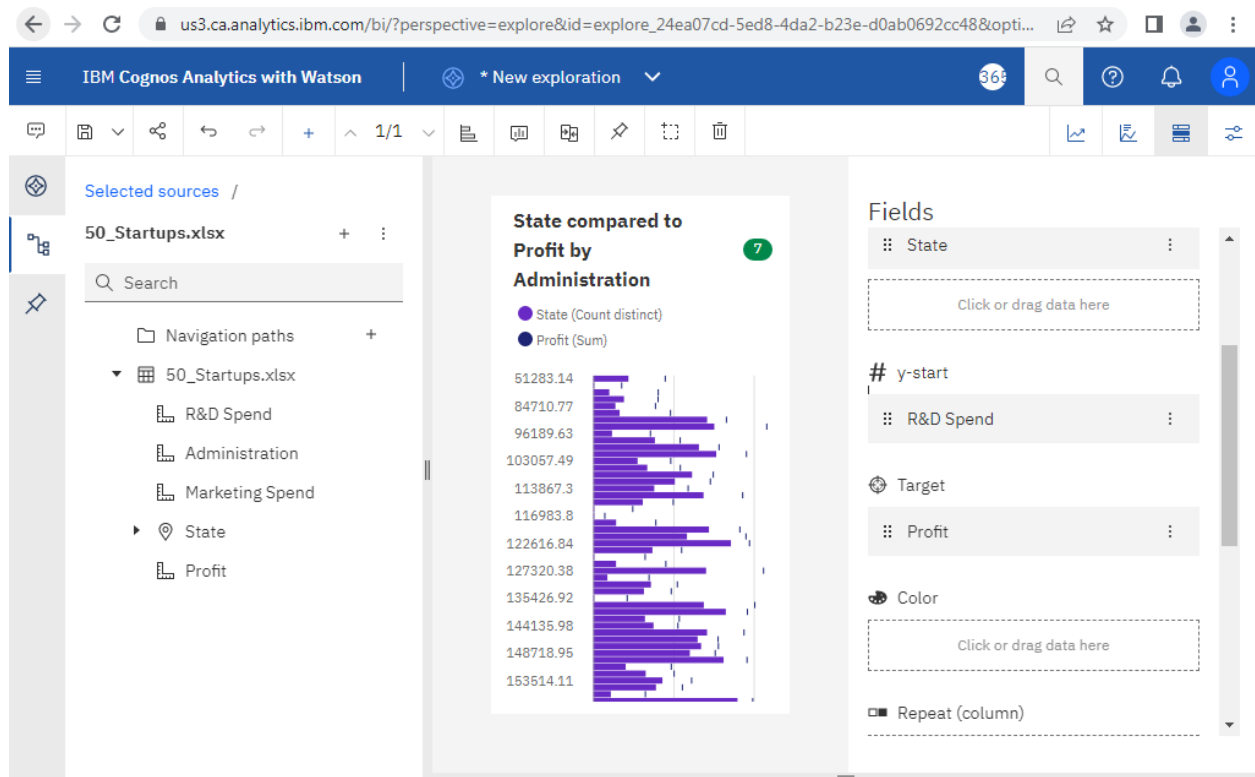 us3.ca.analytics.ibm.com/bi/?perspective=explore&id=explore_24ea07cd-5ed8-4da2-b23e-d0ab0692cc48&opti...
IBM Cognos Analytics with Watson
* New exploration
365
1/1
Selected sources /
50_Startups.xlsx
Search
Navigation paths
50_Startups.xlsx
R&D Spend
Administration
Marketing Spend
State
Profit
State compared to
Profit by
Administration
7
State (Count distinct)
Profit (Sum)
51283.14
84710.77
96189.63
103057.49
113867.3
116983.8
122616.84
127320.38
135426.92
144135.98
148718.95
153514.11
Fields
State
Click or drag data here
# y-start
R&D Spend
Target
Profit
Color
Click or drag data here
Repeat (column)